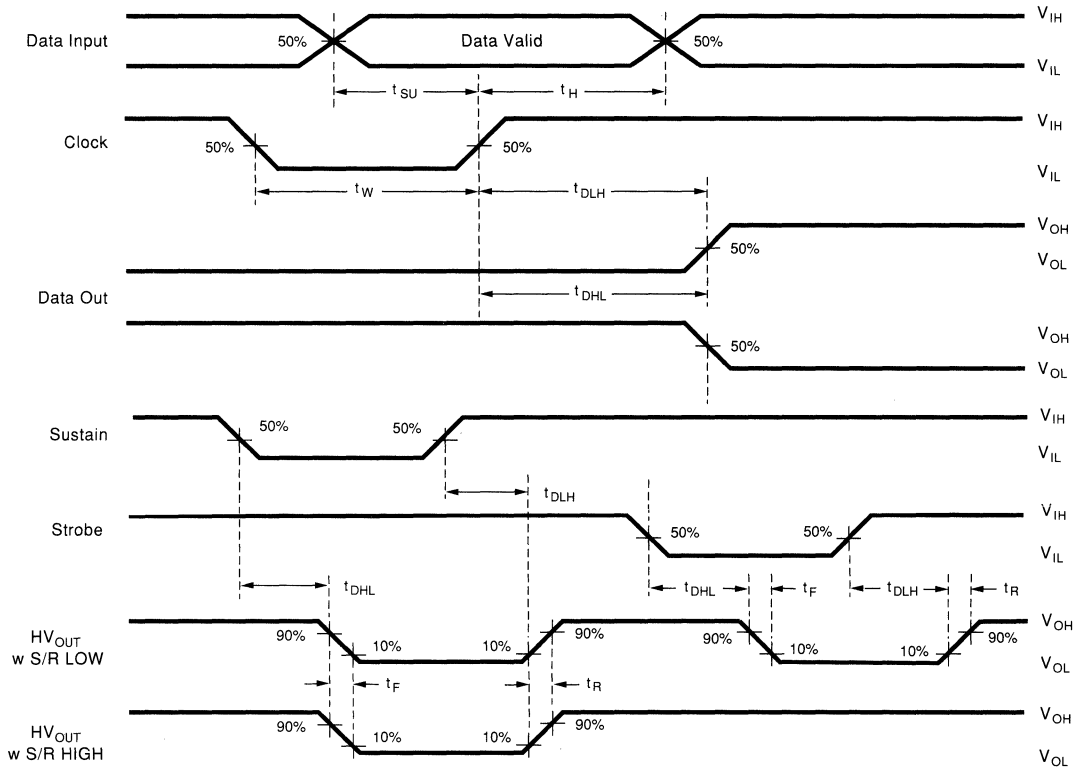 V_IH
Data Input 50% Data Valid 50%
V_IL
t_SU t_H
V_IH
Clock 50% 50%
V_IL
t_W t_DLH
V_OH
50% V_OL
Data Out t_DHL
V_OH
50%
V_OL
V_IH
Sustain 50% 50%
V_IL
t_DLH
V_IH
Strobe 50% 50%
V_IL
t_DHL t_DHL t_F t_DLH t_R
V_OH
HV_OUT 90% 90% 90% 90%
w S/R LOW 10% 10% 10% 10%
V_OL
t_F t_R
V_OH
HV_OUT 90% 90%
w S/R HIGH 10% 10%
V_OL